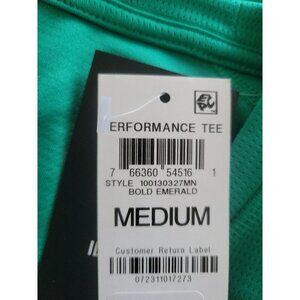 ERFORMANCE TEE
7 66360 54516 1
STYLE 100130327MN
BOLD EMERALD
MEDIUM
Customer Return Label
072311017273